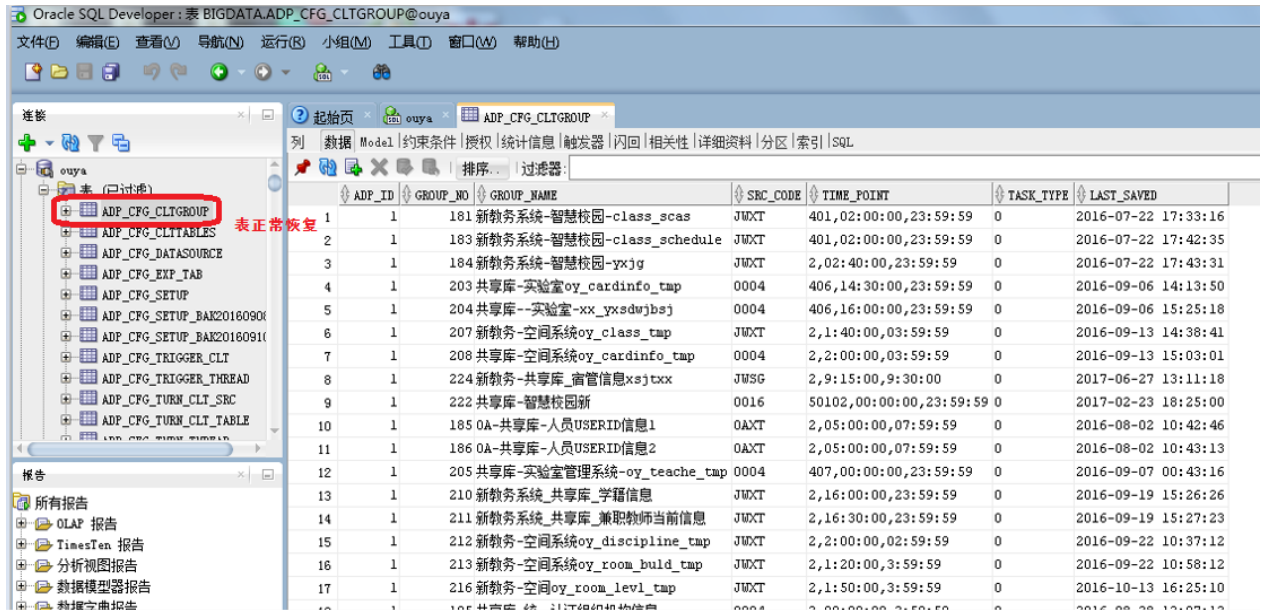 Oracle SQL Developer : 表 BIGDATA.ADP_CFG_CLTGROUP@ouya
文件(F) 编辑(E) 查看(V) 导航(N) 运行(R) 小组(M) 工具(T) 窗口(W) 帮助(H)
连接
ouya
表 (已过滤)
ADP_CFG_CLTGROUP
ADP_CFG_CLTTABLES
ADP_CFG_DATASOURCE
ADP_CFG_EXP_TAB
ADP_CFG_SETUP
ADP_CFG_SETUP_BAK20160908
ADP_CFG_SETUP_BAK2016091
ADP_CFG_TRIGGER_CLT
ADP_CFG_TRIGGER_THREAD
ADP_CFG_TURN_CLT_SRC
ADP_CFG_TURN_CLT_TABLE
表正常恢复
报告
所有报告
OLAP 报告
TimesTen 报告
分析视图报告
数据模型器报告
数据字典报告
起始页 ouya ADP_CFG_CLTGROUP
列 数据 Model |约束条件 |授权 |统计信息 |触发器 |闪回 |相关性 |详细资料 |分区 |索引 |SQL
排序.. 过滤器:
ADP_ID GROUP_NO GROUP_NAME SRC_CODE TIME_POINT TASK_TYPE LAST_SAVED
1 1 181 新教务系统-智慧校园-class_scas JWXT 401,02:00:00,23:59:59 0 2016-07-22 17:33:16
2 1 183 新教务系统-智慧校园-class_schedule JWXT 401,02:00:00,23:59:59 0 2016-07-22 17:42:35
3 1 184 新教务系统-智慧校园-yxjg JWXT 2,02:40:00,23:59:59 0 2016-07-22 17:43:31
4 1 203 共享库-实验室oy_cardinfo_tmp 0004 406,14:30:00,23:59:59 0 2016-09-06 14:13:50
5 1 204 共享库--实验室-xx_yxsdwjbsj 0004 406,16:00:00,23:59:59 0 2016-09-06 15:25:18
6 1 207 新教务-空间系统oy_class_tmp JWXT 2,1:40:00,03:59:59 0 2016-09-13 14:38:41
7 1 208 共享库-空间系统oy_cardinfo_tmp 0004 2,2:00:00,03:59:59 0 2016-09-13 15:03:01
8 1 224 新教务-共享库_宿管信息xsjtxx JWSG 2,9:15:00,9:30:00 0 2017-06-27 13:11:18
9 1 222 共享库-智慧校园新 0016 50102,00:00:00,23:59:59 0 2017-02-23 18:25:00
10 1 185 OA-共享库-人员USERID信息1 OAXT 2,05:00:00,07:59:59 0 2016-08-02 10:42:46
11 1 186 OA-共享库-人员USERID信息2 OAXT 2,05:00:00,07:59:59 0 2016-08-02 10:43:13
12 1 205 共享库-实验室管理系统-oy_teache_tmp 0004 407,00:00:00,23:59:59 0 2016-09-07 00:43:16
13 1 210 新教务系统_共享库_学籍信息 JWXT 2,16:00:00,23:59:59 0 2016-09-19 15:26:26
14 1 211 新教务系统_共享库_兼职教师当前信息 JWXT 2,16:30:00,23:59:59 0 2016-09-19 15:27:23
15 1 212 新教务-空间系统oy_discipline_tmp JWXT 2,2:00:00,02:59:59 0 2016-09-22 10:37:12
16 1 213 新教务-空间系统oy_room_buld_tmp JWXT 2,1:20:00,3:59:59 0 2016-09-22 10:58:12
17 1 216 新教务-空间oy_room_levl_tmp JWXT 2,1:50:00,3:59:59 0 2016-10-13 16:25:10